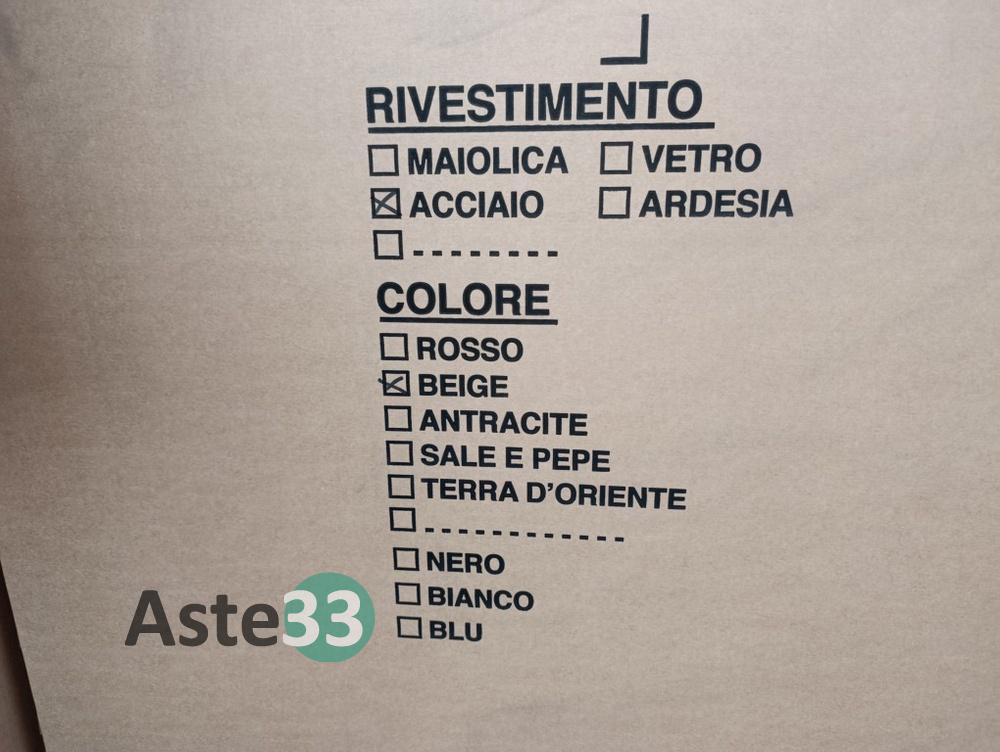 RIVESTIMENTO
☐ MAIOLICA ☐ VETRO
☒ ACCIAIO ☐ ARDESIA
☐ --------
COLORE
☐ ROSSO
☒ BEIGE
☐ ANTRACITE
☐ SALE E PEPE
☐ TERRA D'ORIENTE
☐ ------------
☐ NERO
☐ BIANCO
☐ BLU
Aste33